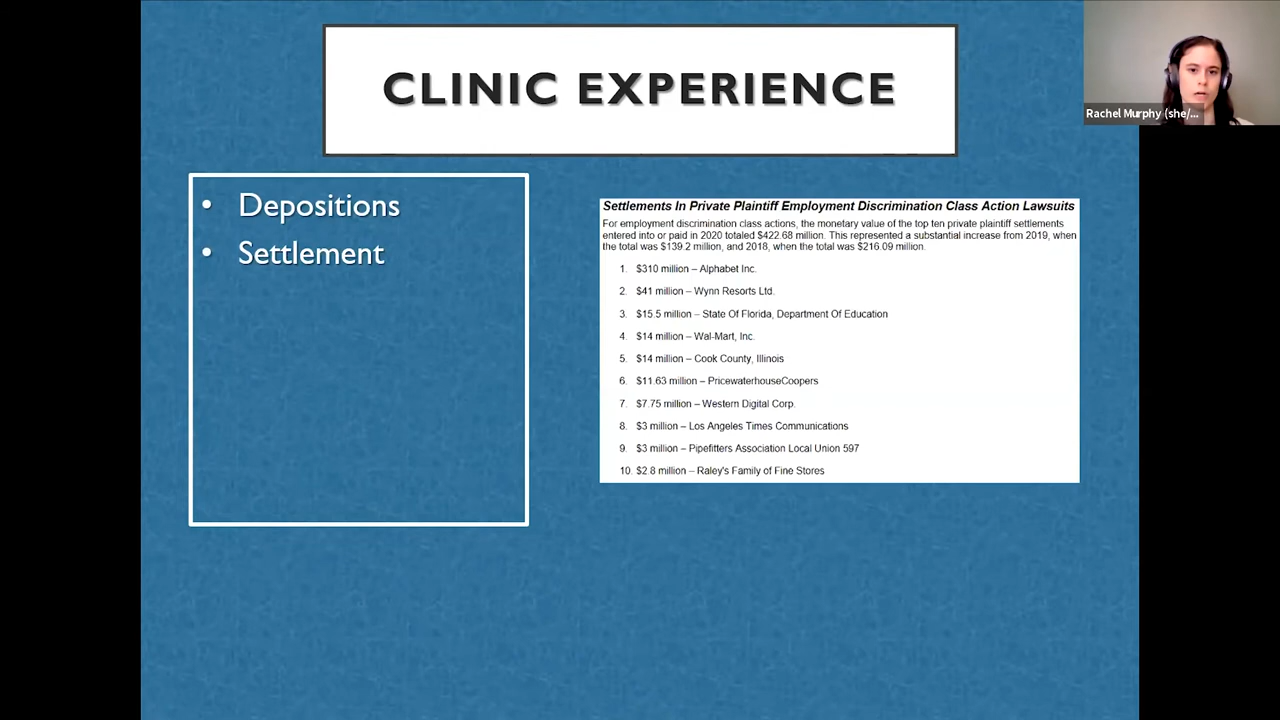 CLINIC EXPERIENCE
Rachel Murphy (she/...
• Depositions
• Settlement
Settlements In Private Plaintiff Employment Discrimination Class Action Lawsuits
For employment discrimination class actions, the monetary value of the top ten private plaintiff settlements
entered into or paid in 2020 totaled $422.68 million. This represented a substantial increase from 2019, when
the total was $139.2 million, and 2018, when the total was $216.09 million.
1. $310 million – Alphabet Inc.
2. $41 million – Wynn Resorts Ltd.
3. $15.5 million – State Of Florida, Department Of Education
4. $14 million – Wal-Mart, Inc.
5. $14 million – Cook County, Illinois
6. $11.63 million – PricewaterhouseCoopers
7. $7.75 million – Western Digital Corp.
8. $3 million – Los Angeles Times Communications
9. $3 million – Pipefitters Association Local Union 597
10. $2.8 million – Raley's Family of Fine Stores